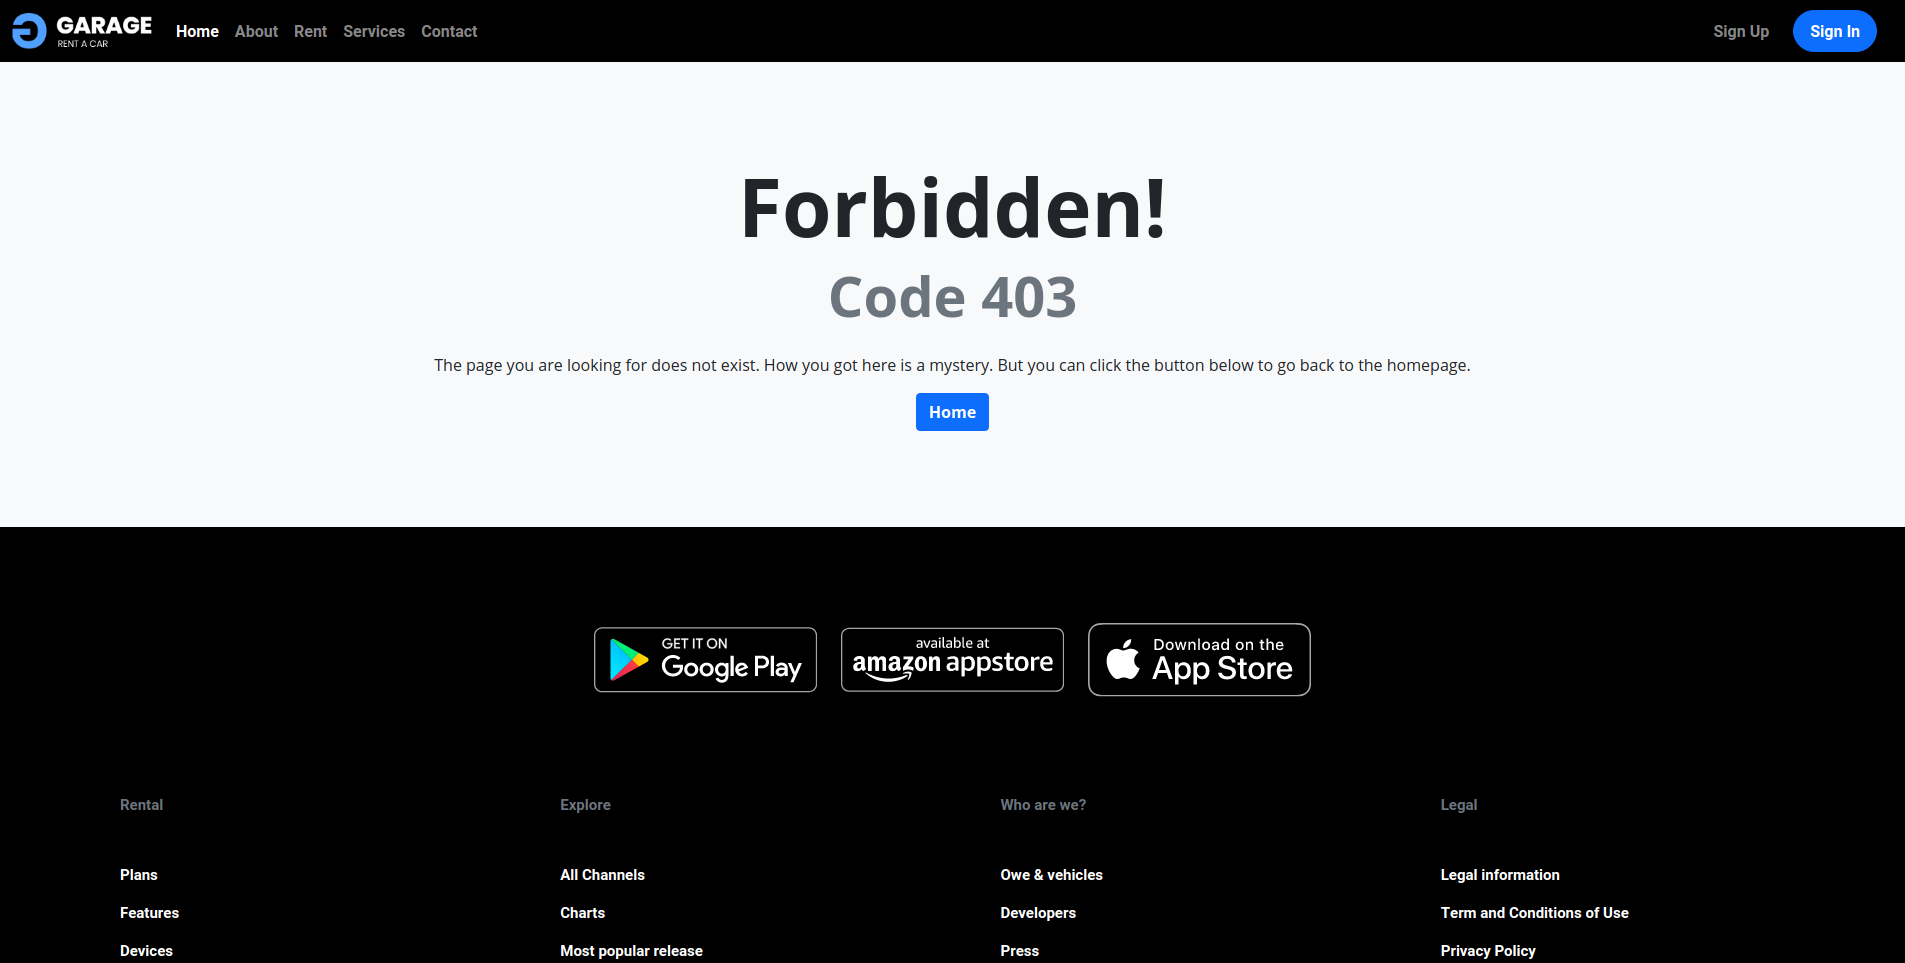 GARAGE
RENT A CAR
Home About Rent Services Contact Sign Up Sign In
Forbidden!
Code 403
The page you are looking for does not exist. How you got here is a mystery. But you can click the button below to go back to the homepage.
Home
GET IT ON
Google Play
available at
amazon appstore
Download on the
App Store
Rental Explore Who are we? Legal
Plans All Channels Owe & vehicles Legal information
Features Charts Developers Term and Conditions of Use
Devices Most popular release Press Privacy Policy